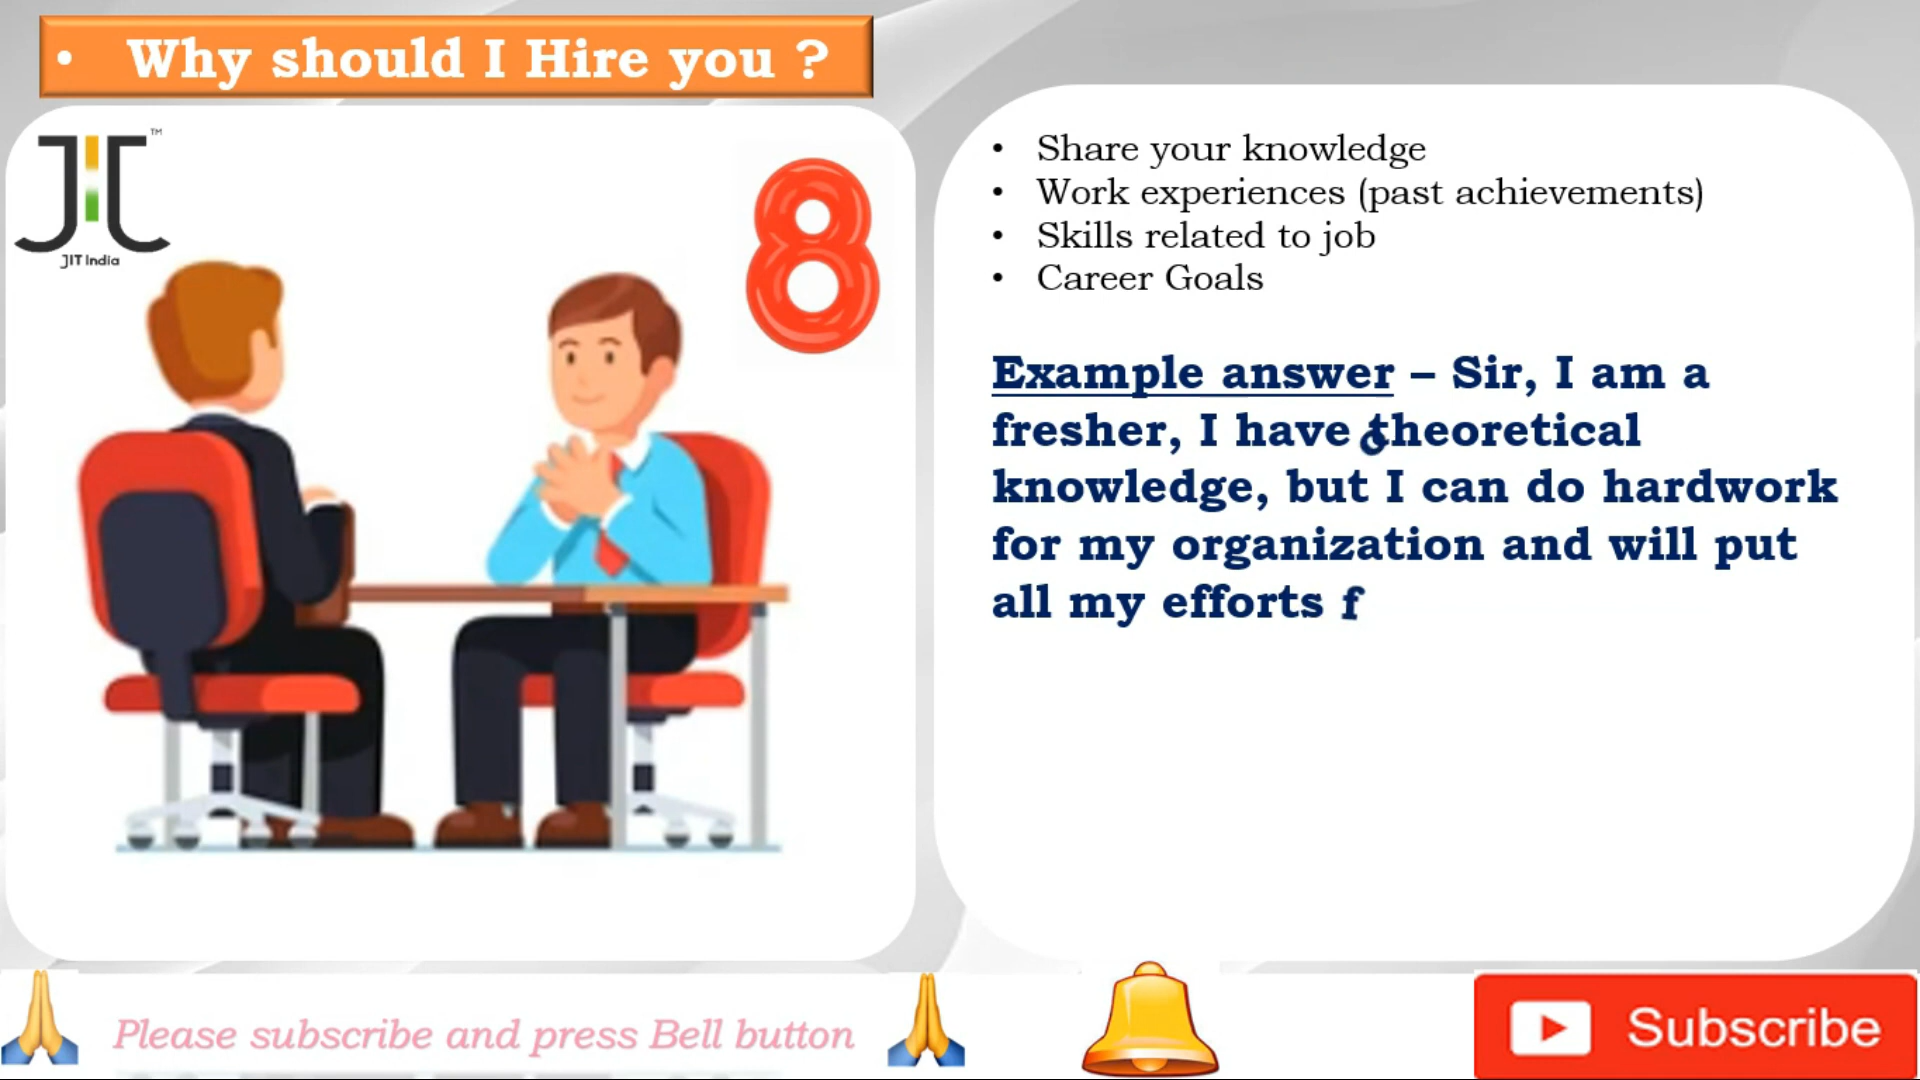 • Why should I Hire you ?
JIT™
JIT India
8
• Share your knowledge
• Work experiences (past achievements)
• Skills related to job
• Career Goals
Example answer – Sir, I am a
fresher, I have theoretical
knowledge, but I can do hardwork
for my organization and will put
all my efforts f
Please subscribe and press Bell button
Subscribe